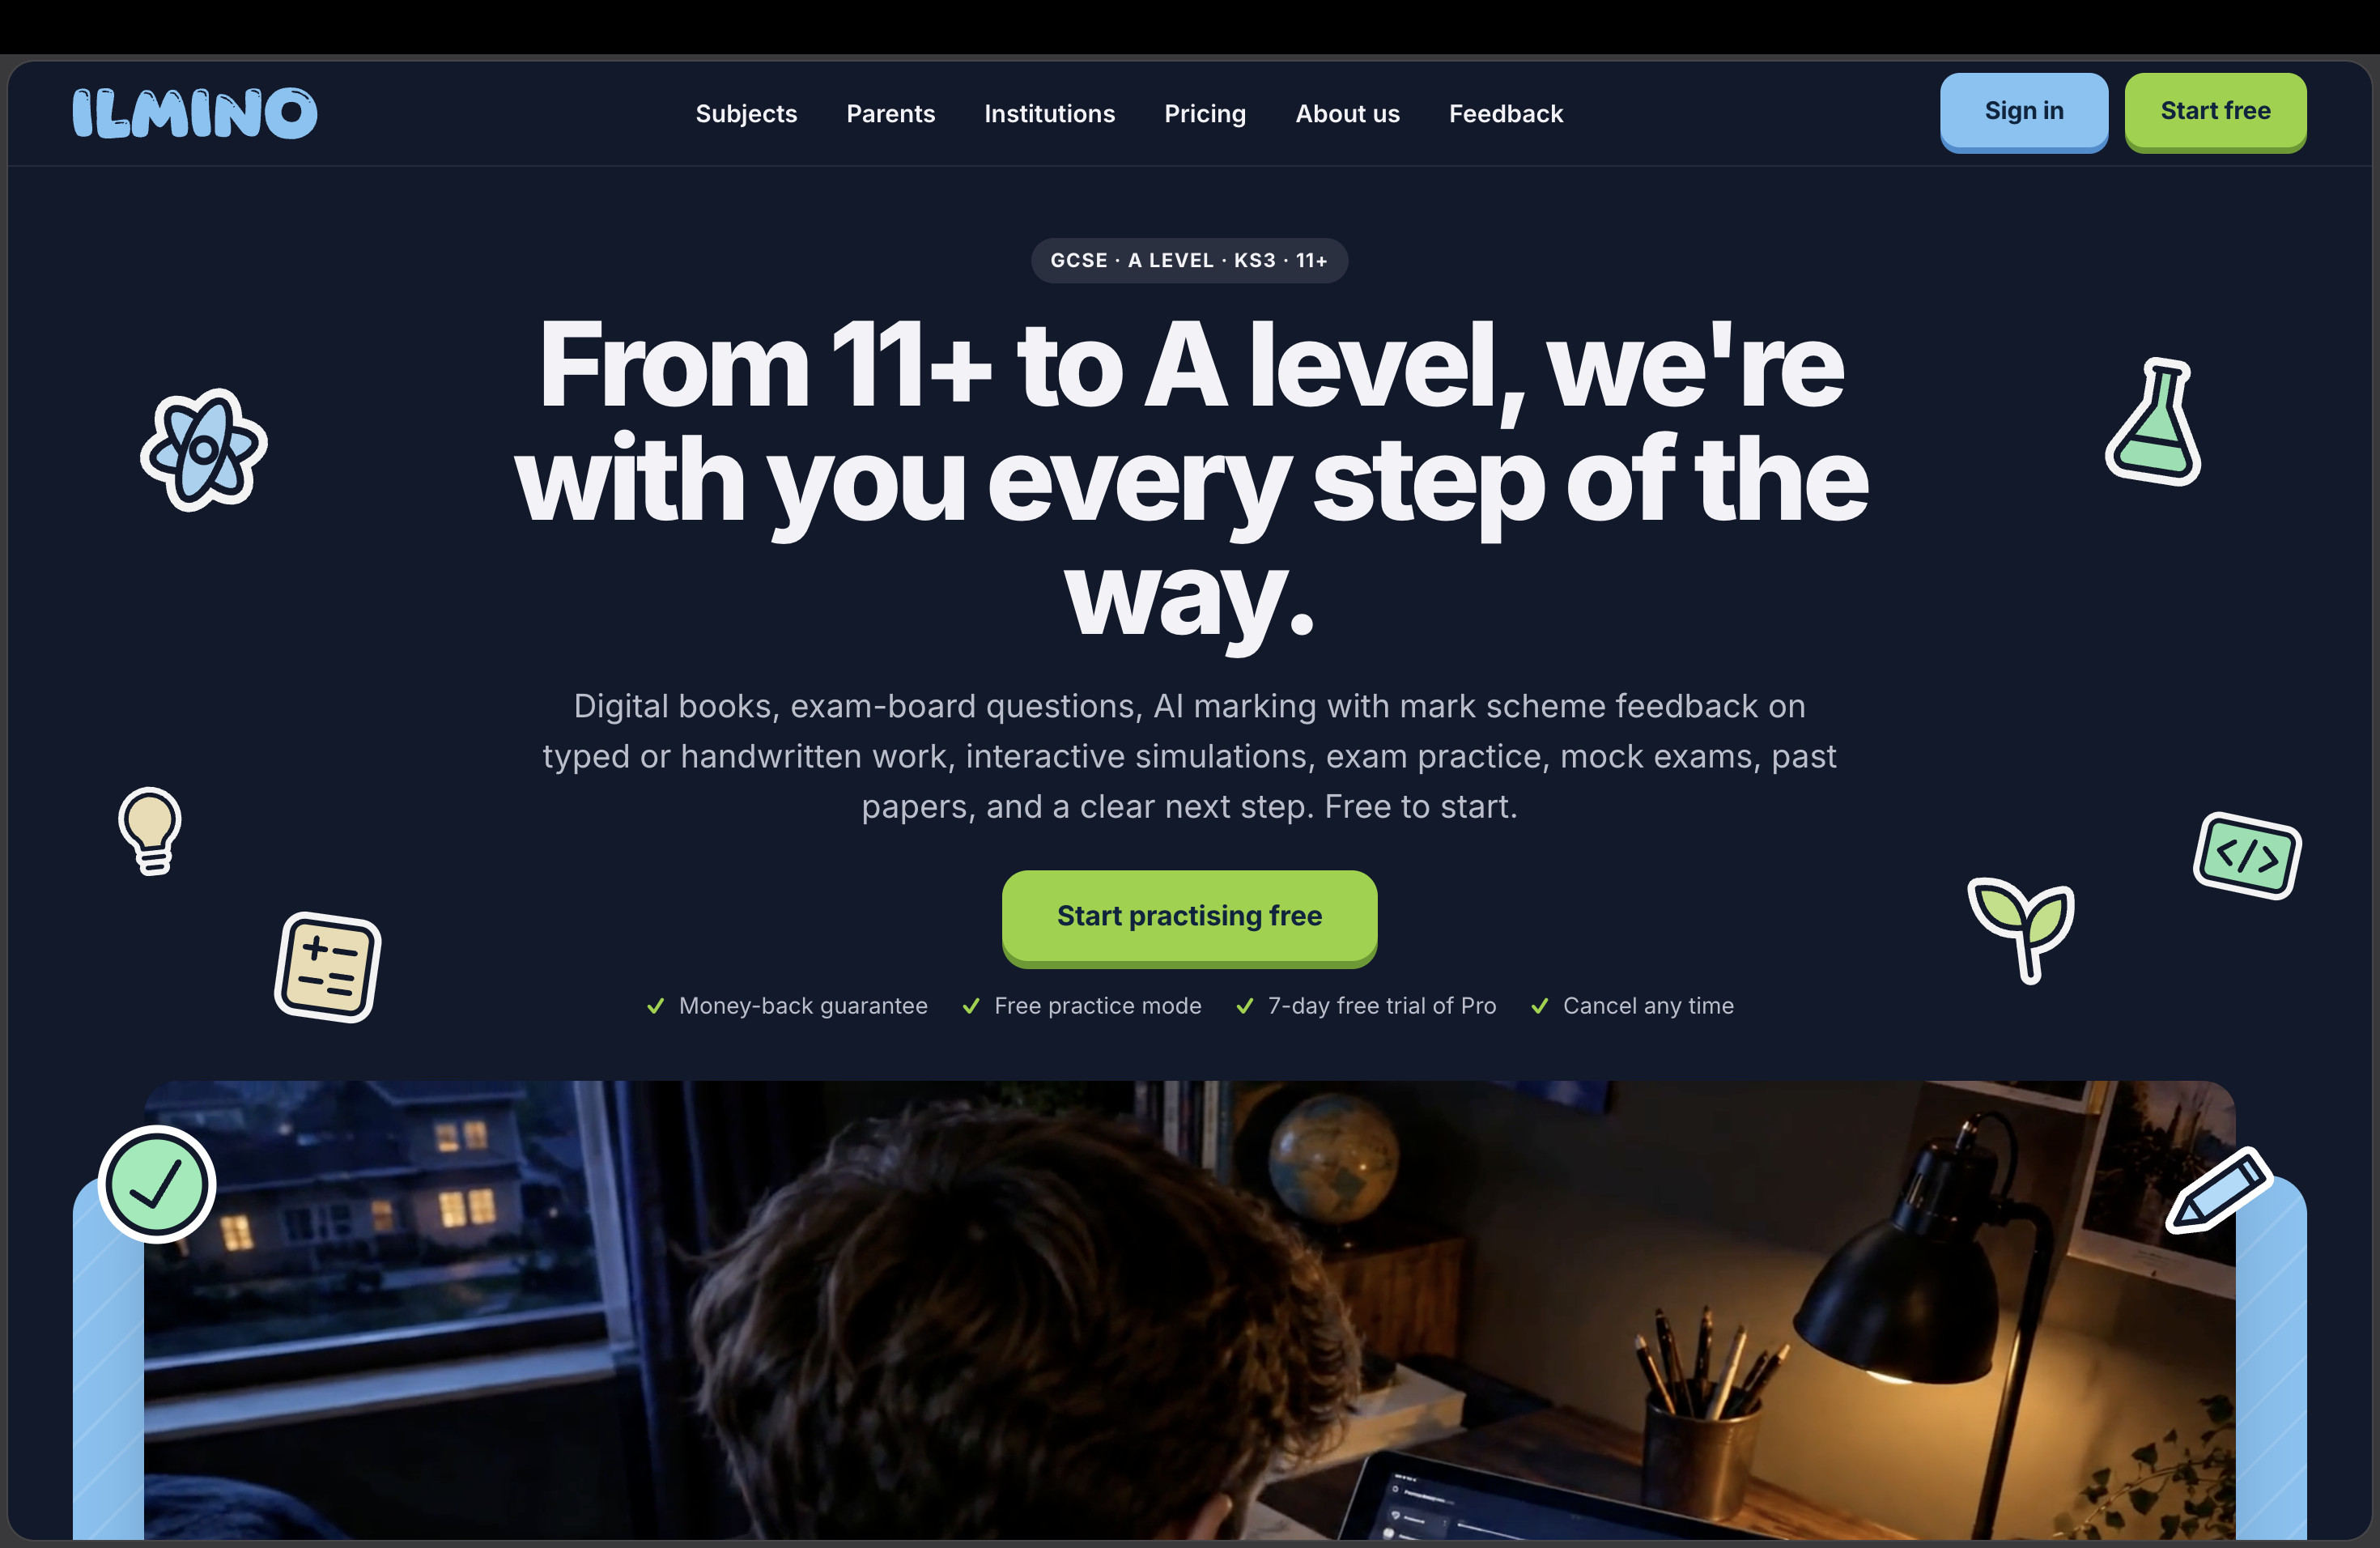 ILMINO
Subjects
Parents
Institutions
Pricing
About us
Feedback
Sign in
Start free
GCSE · A LEVEL · KS3 · 11+
From 11+ to A level, we're
with you every step of the
way.
Digital books, exam-board questions, AI marking with mark scheme feedback on
typed or handwritten work, interactive simulations, exam practice, mock exams, past
papers, and a clear next step. Free to start.
</>
Start practising free
Money-back guarantee
Free practice mode
7-day free trial of Pro
Cancel any time